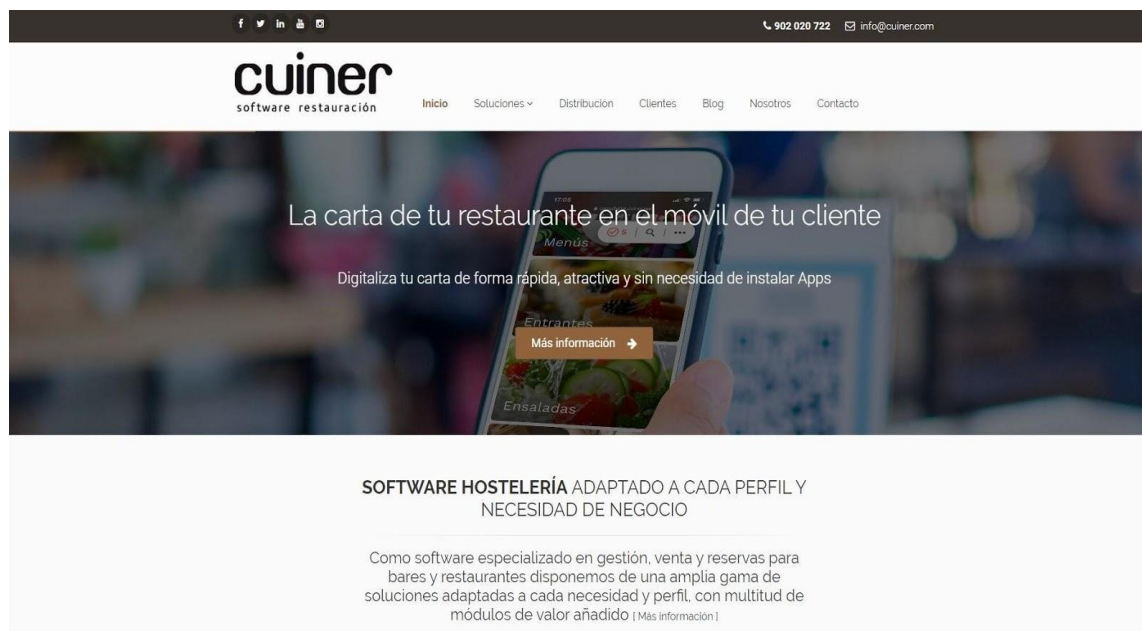 902 020 722 info@cuiner.com
cuiner
software restauración
Inicio Soluciones Distribución Clientes Blog Nosotros Contacto
17:05
La carta de tu restaurante en el móvil de tu cliente
5
Menús
Digitaliza tu carta de forma rápida, atractiva y sin necesidad de instalar Apps
Entrantes
Más información
Ensaladas
SOFTWARE HOSTELERÍA ADAPTADO A CADA PERFIL Y
NECESIDAD DE NEGOCIO
Como software especializado en gestión, venta y reservas para
bares y restaurantes disponemos de una amplia gama de
soluciones adaptadas a cada necesidad y perfil, con multitud de
módulos de valor añadido [ Más información ]